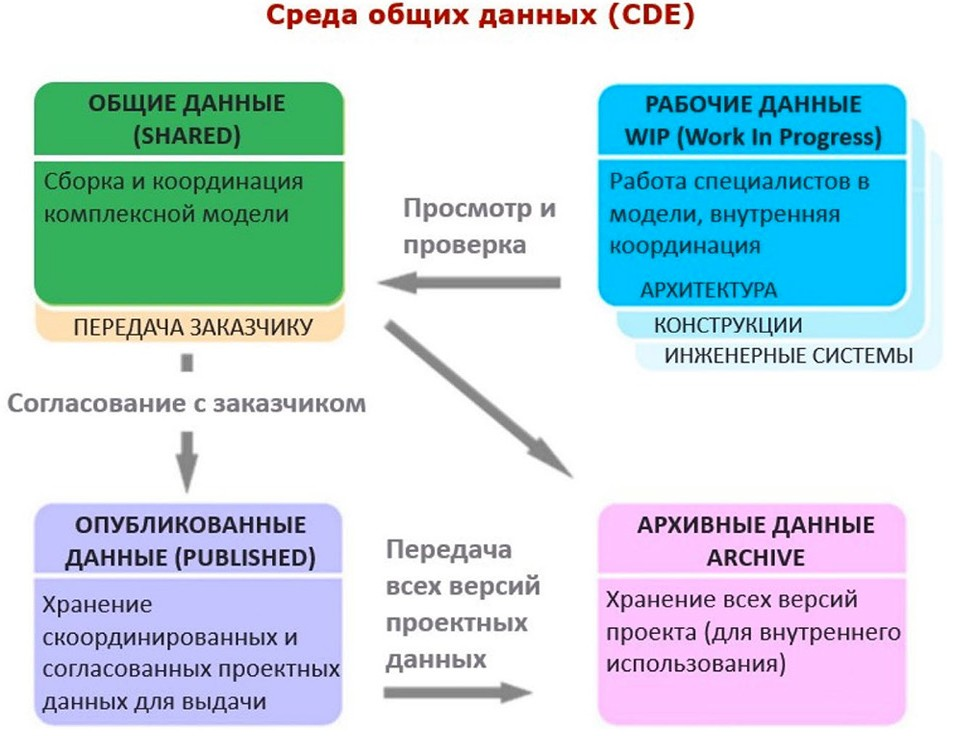 Среда общих данных (CDE)
ОБЩИЕ ДАННЫЕ
(SHARED)
Сборка и координация
комплексной модели
ПЕРЕДАЧА ЗАКАЗЧИКУ
Просмотр и
проверка
РАБОЧИЕ ДАННЫЕ
WIP (Work In Progress)
Работа специалистов в
модели, внутренняя
координация
АРХИТЕКТУРА
КОНСТРУКЦИИ
ИНЖЕНЕРНЫЕ СИСТЕМЫ
Согласование с заказчиком
ОПУБЛИКОВАННЫЕ
ДАННЫЕ (PUBLISHED)
Хранение
скоординированных и
согласованных проектных
данных для выдачи
Передача
всех версий
проектных
данных
АРХИВНЫЕ ДАННЫЕ
ARCHIVE
Хранение всех версий
проекта (для внутреннего
использования)